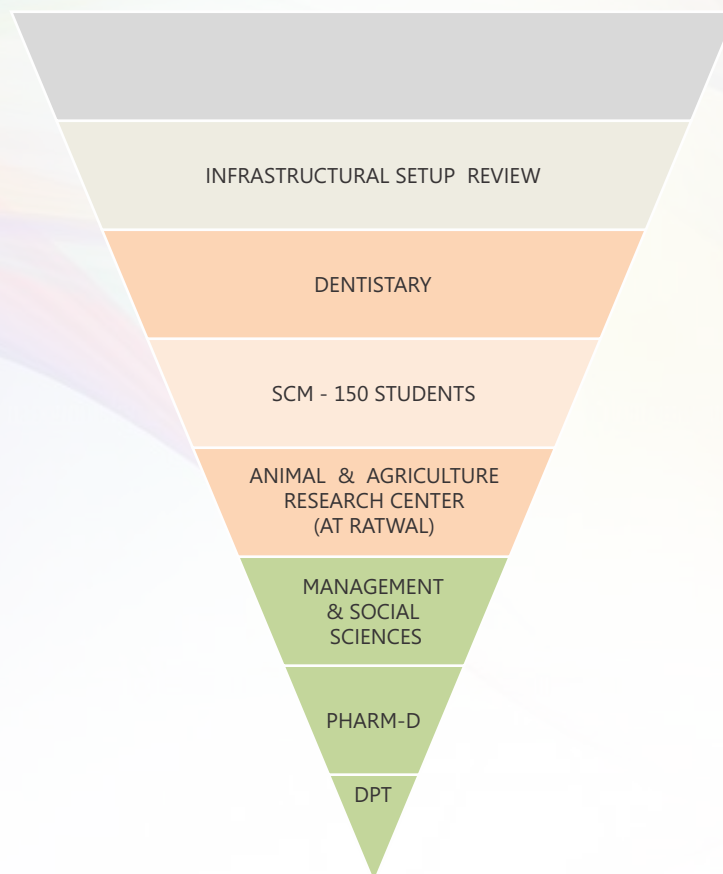 INFRASTRUCTURAL SETUP REVIEW
DENTISTARY
SCM - 150 STUDENTS
ANIMAL & AGRICULTURE
RESEARCH CENTER
(AT RATWAL)
MANAGEMENT
& SOCIAL
SCIENCES
PHARM-D
DPT